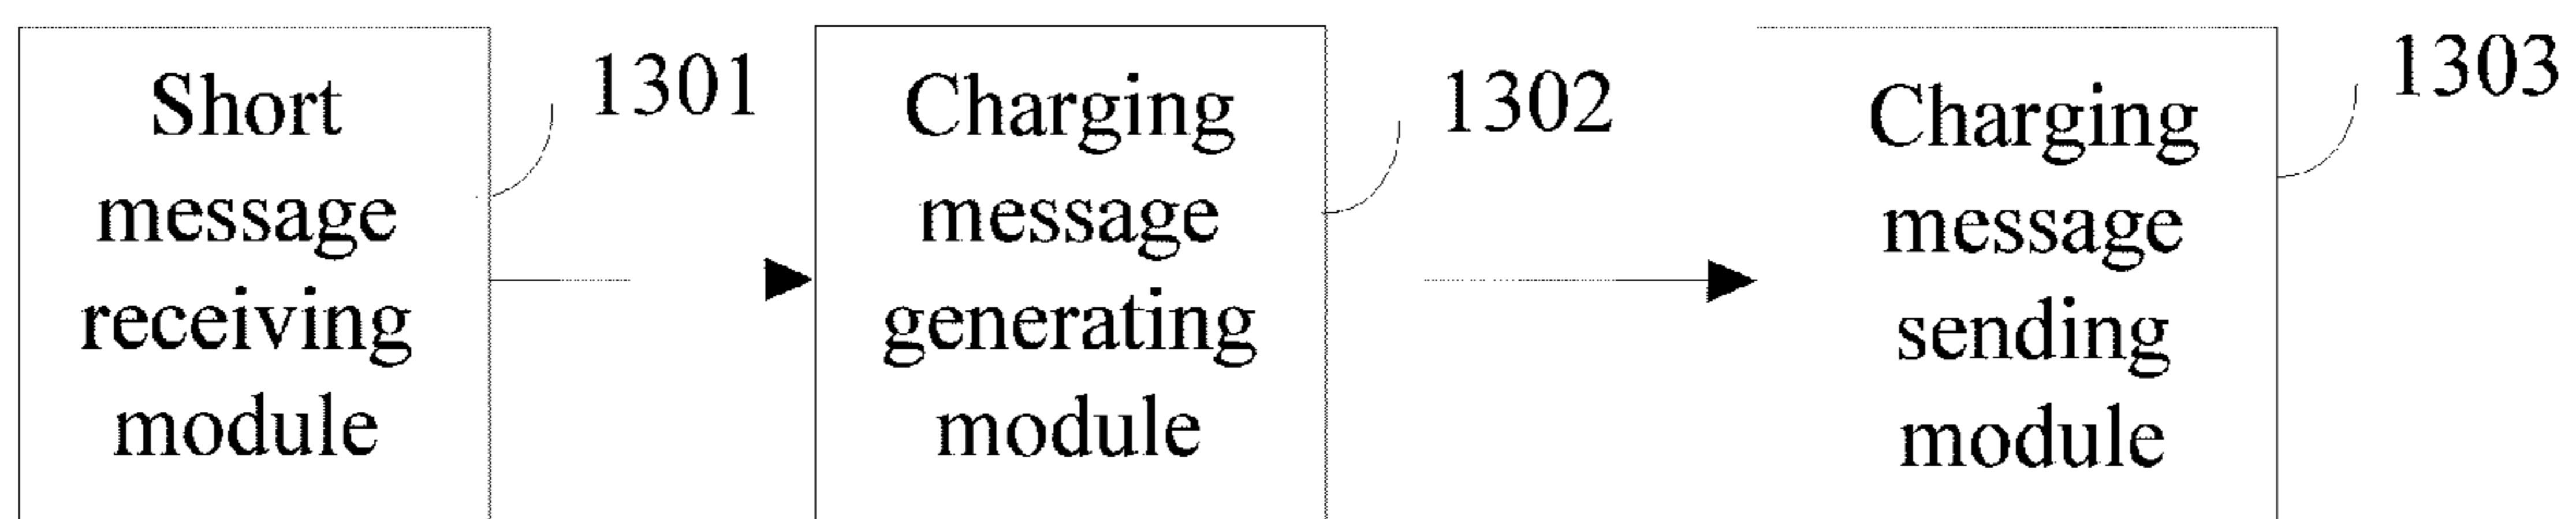 Short
message
receiving
module
1301
Charging
message
generating
module
1302
Charging
message
sending
module
1303